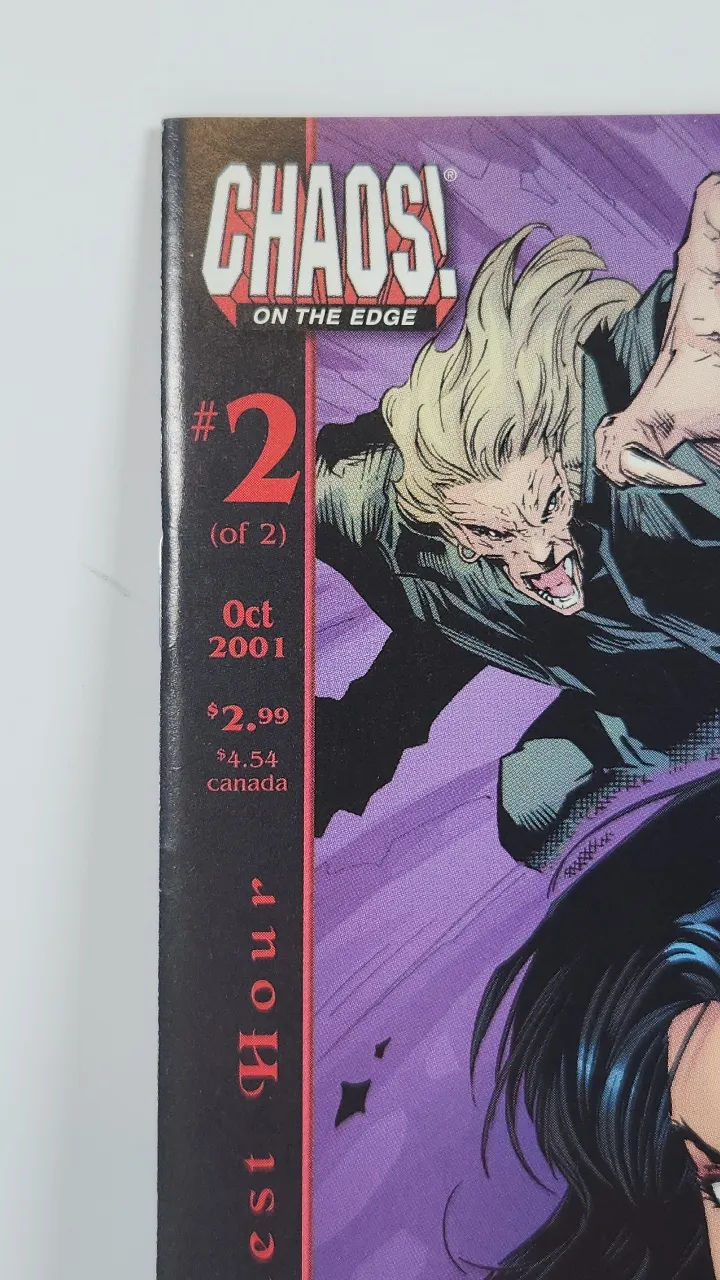 CHAOS!®
ON THE EDGE
#2
(of 2)
Oct
2001
$2.99
$4.54
canada
est Hour